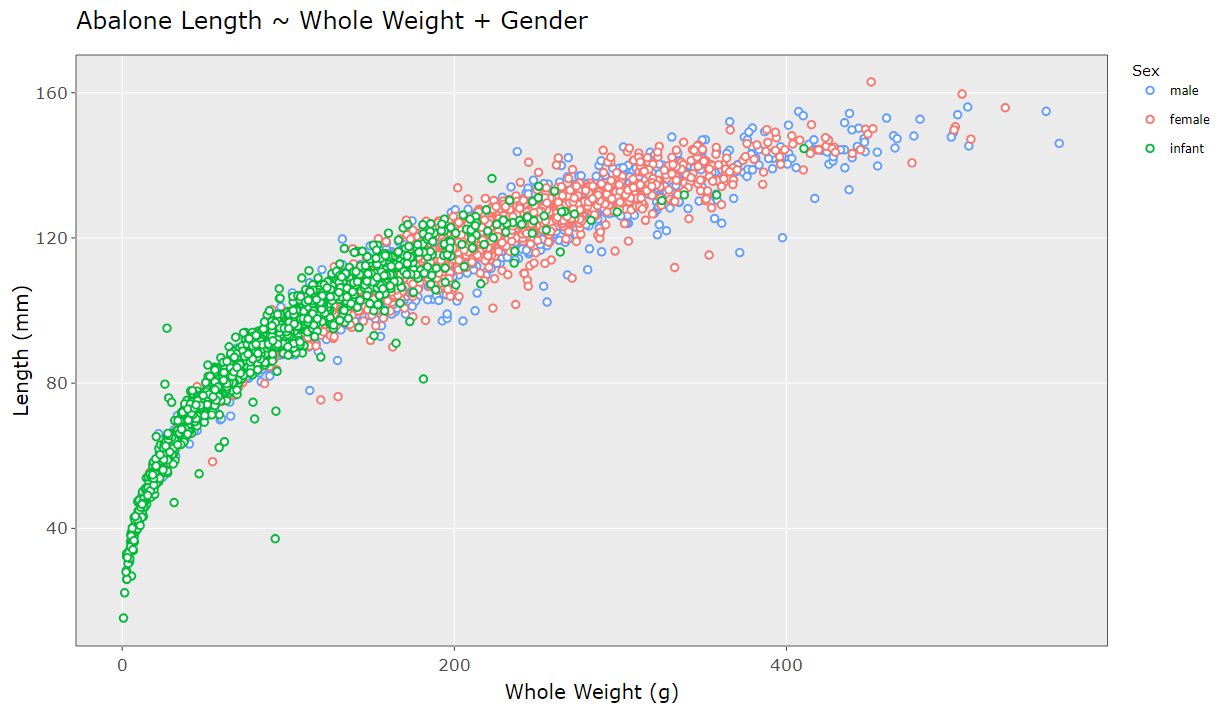 Abalone Length ~ Whole Weight + Gender
Sex
male
female
infant
160
120
80
40
Length (mm)
0
200
400
Whole Weight (g)